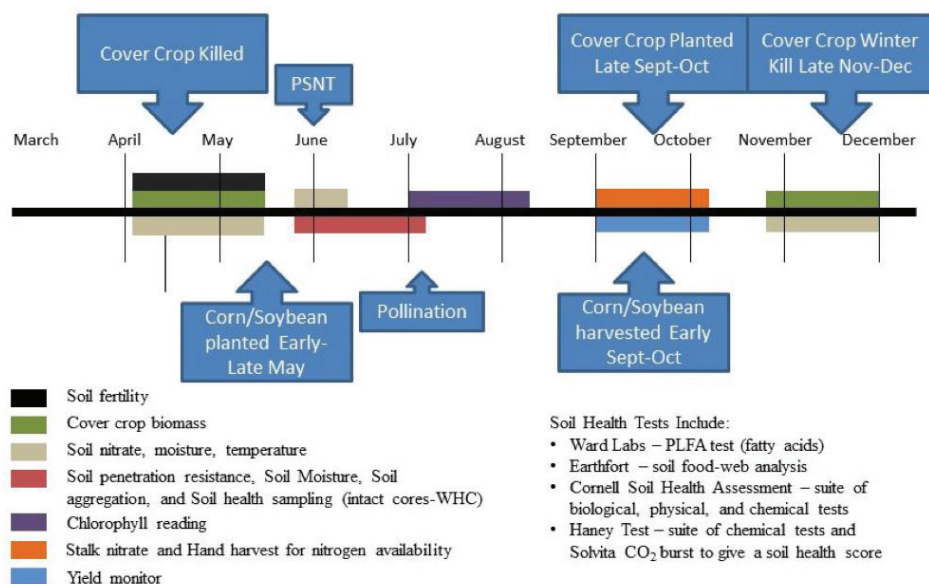 Cover Crop Killed
PSNT
Cover Crop Planted
Late Sept-Oct
Cover Crop Winter
Kill Late Nov-Dec
March
April
May
June
July
August
September
October
November
December
Corn/Soybean
planted Early-
Late May
Pollination
Corn/Soybean
harvested Early
Sept-Oct
Soil fertility
Cover crop biomass
Soil nitrate, moisture, temperature
Soil penetration resistance, Soil Moisture, Soil
aggregation, and Soil health sampling (intact cores-WHC)
Chlorophyll reading
Stalk nitrate and Hand harvest for nitrogen availability
Yield monitor
Soil Health Tests Include:
• Ward Labs – PLFA test (fatty acids)
• Earthfort – soil food-web analysis
• Cornell Soil Health Assessment – suite of
biological, physical, and chemical tests
• Haney Test – suite of chemical tests and
Solvita CO₂ burst to give a soil health score